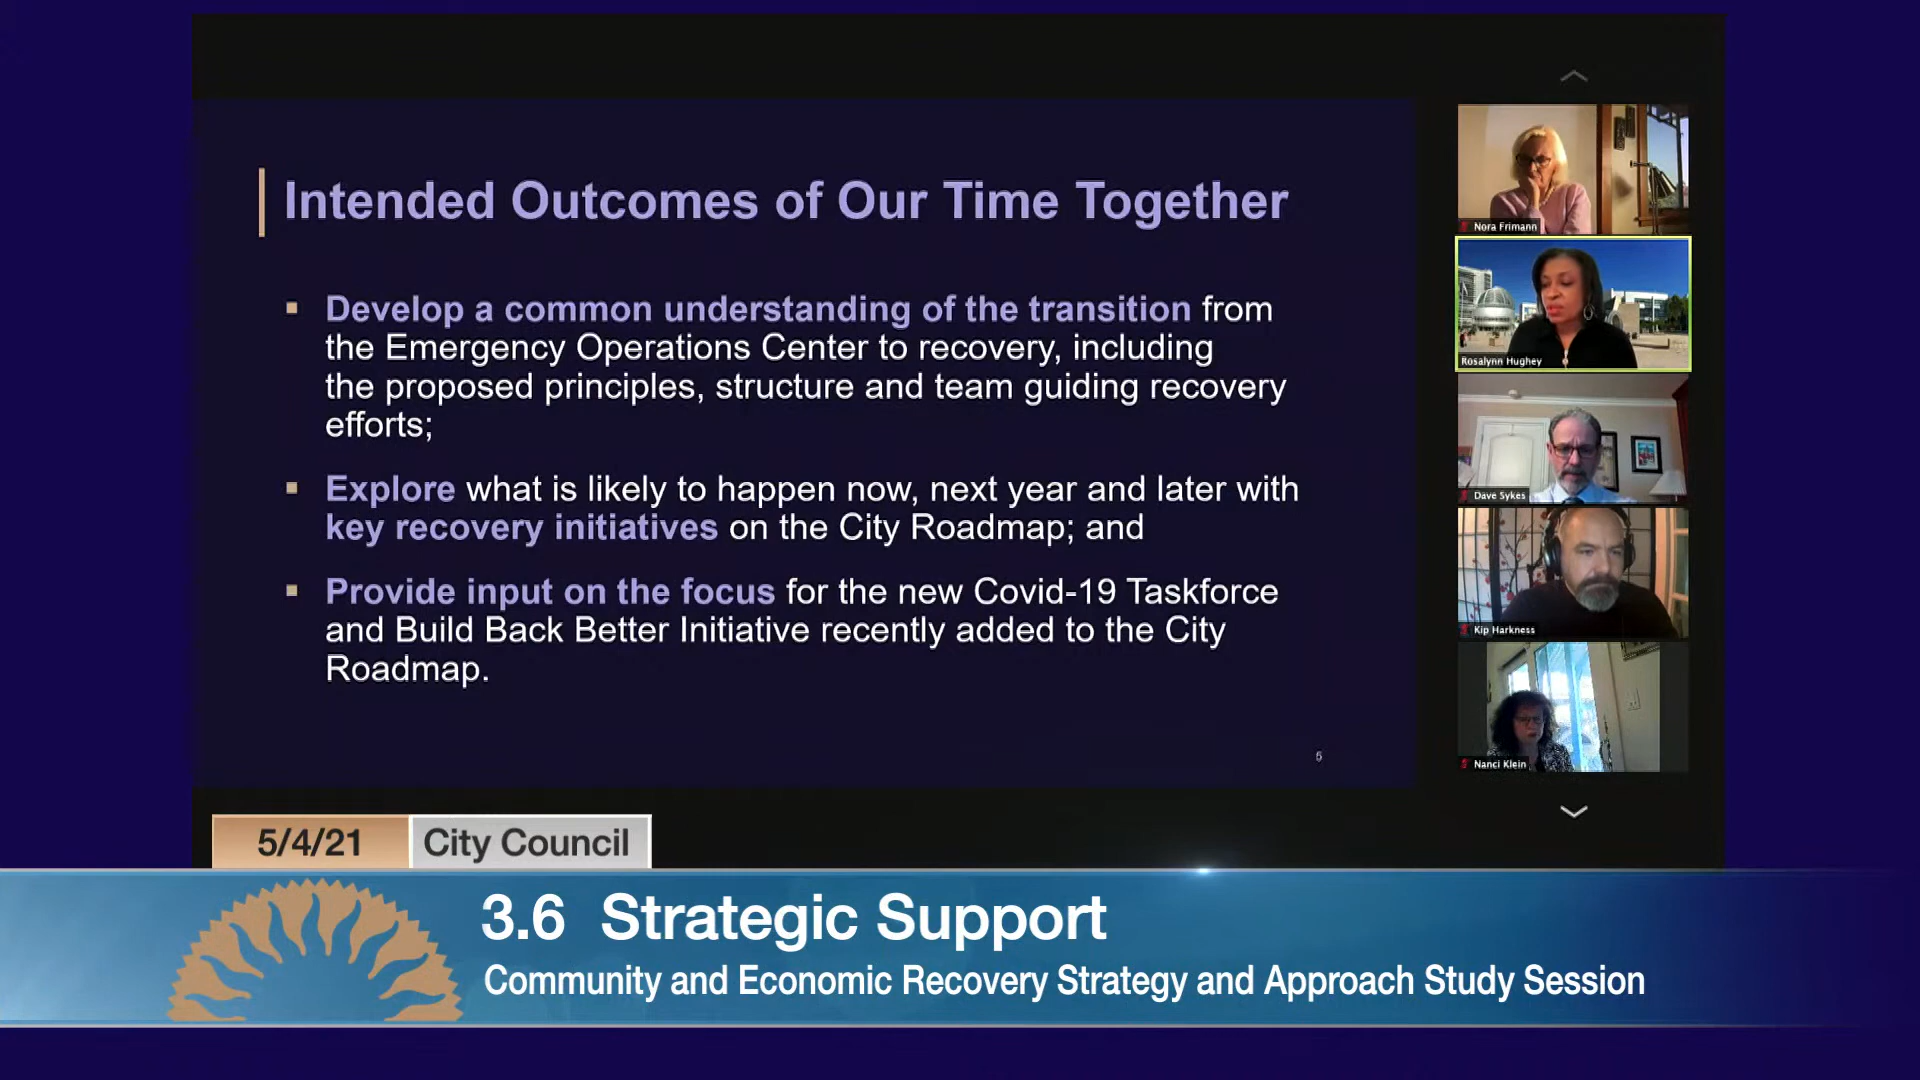 Intended Outcomes of Our Time Together
▪ Develop a common understanding of the transition from
the Emergency Operations Center to recovery, including
the proposed principles, structure and team guiding recovery
efforts;
▪ Explore what is likely to happen now, next year and later with
key recovery initiatives on the City Roadmap; and
▪ Provide input on the focus for the new Covid-19 Taskforce
and Build Back Better Initiative recently added to the City
Roadmap.
5
Nora Frimann
Rosalynn Hughey
Dave Sykes
Kip Harkness
Nanci Klein
5/4/21 City Council
3.6 Strategic Support
Community and Economic Recovery Strategy and Approach Study Session